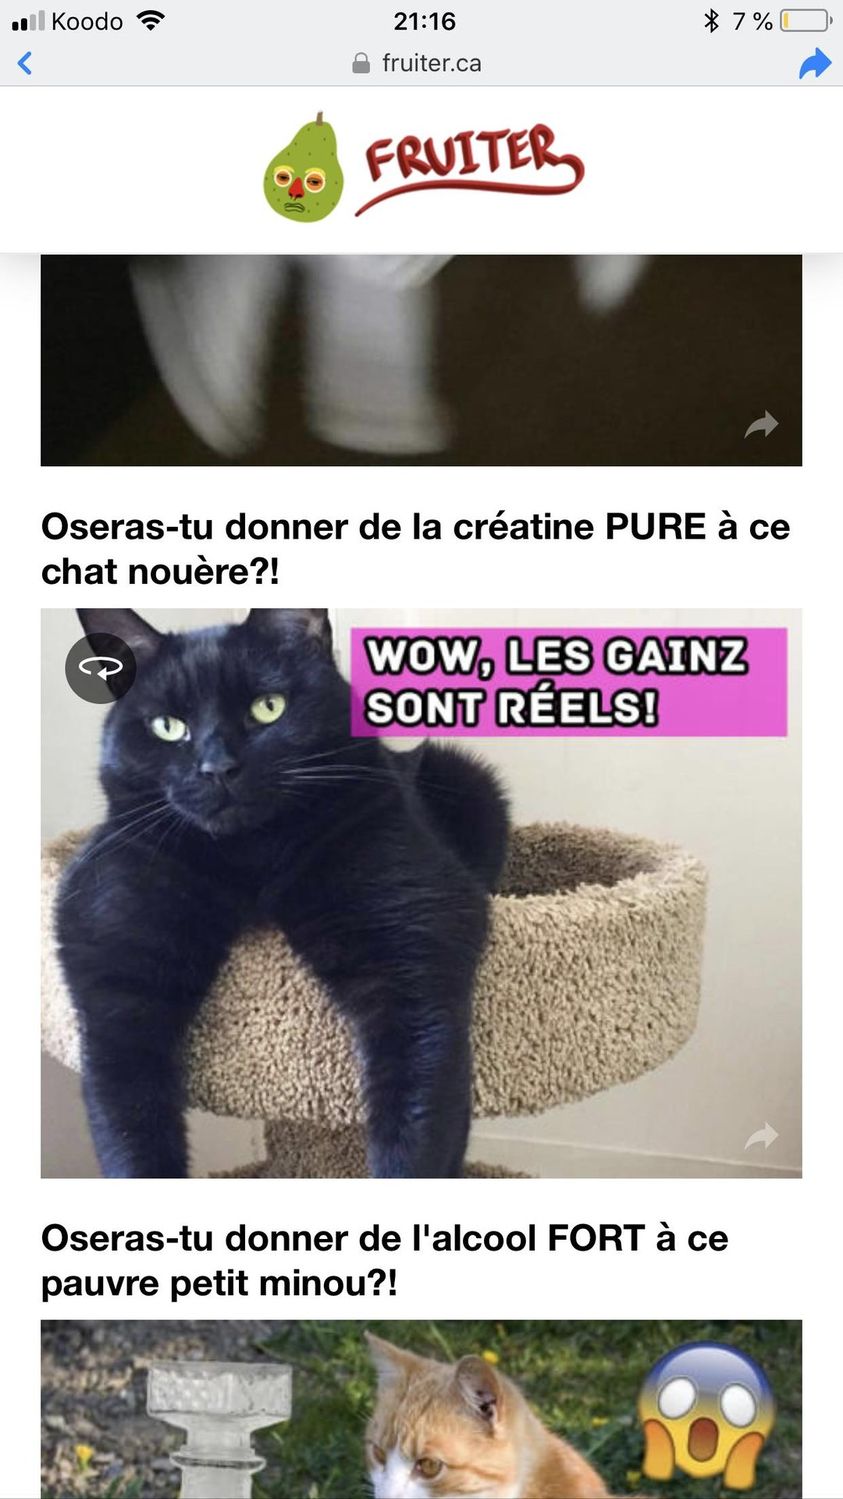 Koodo 21:16 7 %
fruiter.ca
FRUITER
Oseras-tu donner de la créatine PURE à ce
chat nouère?!
WOW, LES GAINZ
SONT RÉELS!
Oseras-tu donner de l'alcool FORT à ce
pauvre petit minou?!